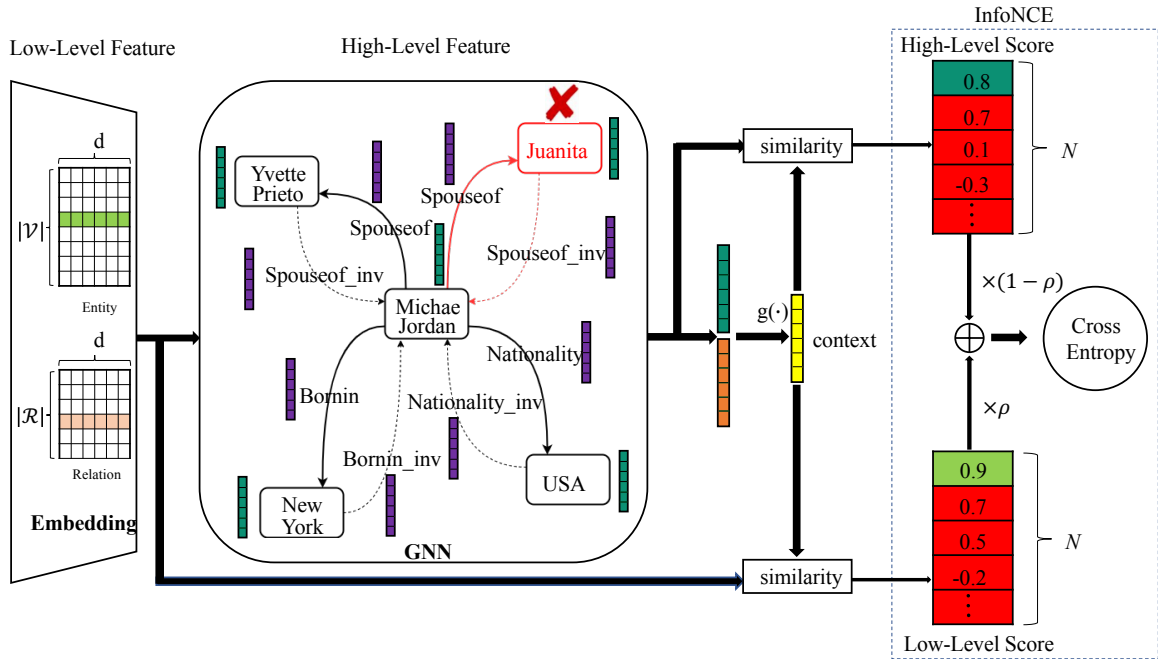 InfoNCE
Low-Level Feature
High-Level Feature
High-Level Score
d
|𝒱|
Entity
d
|ℛ|
Relation
Embedding
Yvette
Prieto
Juanita
Spouseof
Spouseof
Spouseof_inv
Spouseof_inv
Michae
Jordan
Nationality
Bornin
Nationality_inv
Bornin_inv
New
York
USA
GNN
similarity
g(·)
context
similarity
0.8
0.7
0.1
-0.3
⋮
N
×(1 − ρ)
⊕
Cross
Entropy
×ρ
0.9
0.7
0.5
-0.2
⋮
N
Low-Level Score